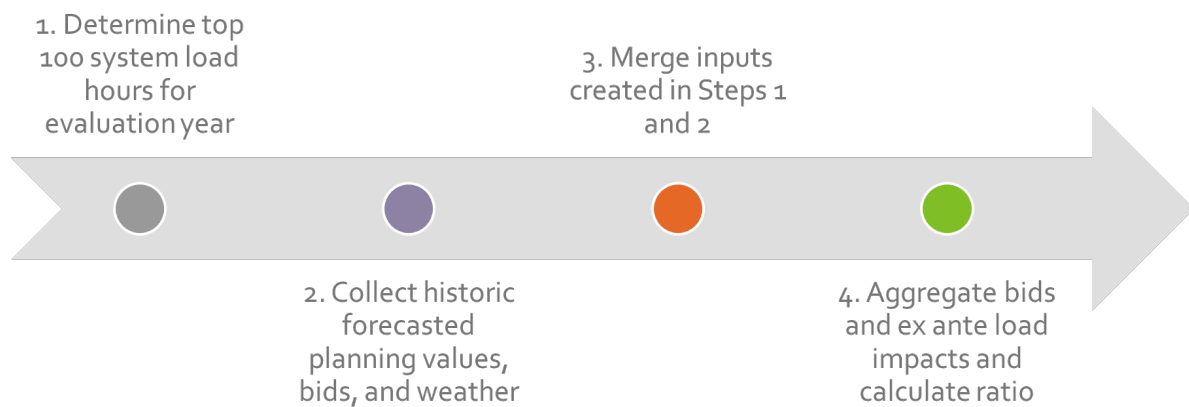 1. Determine top
100 system load
hours for
evaluation year
2. Collect historic
forecasted
planning values,
bids, and weather
3. Merge inputs
created in Steps 1
and 2
4. Aggregate bids
and ex ante load
impacts and
calculate ratio